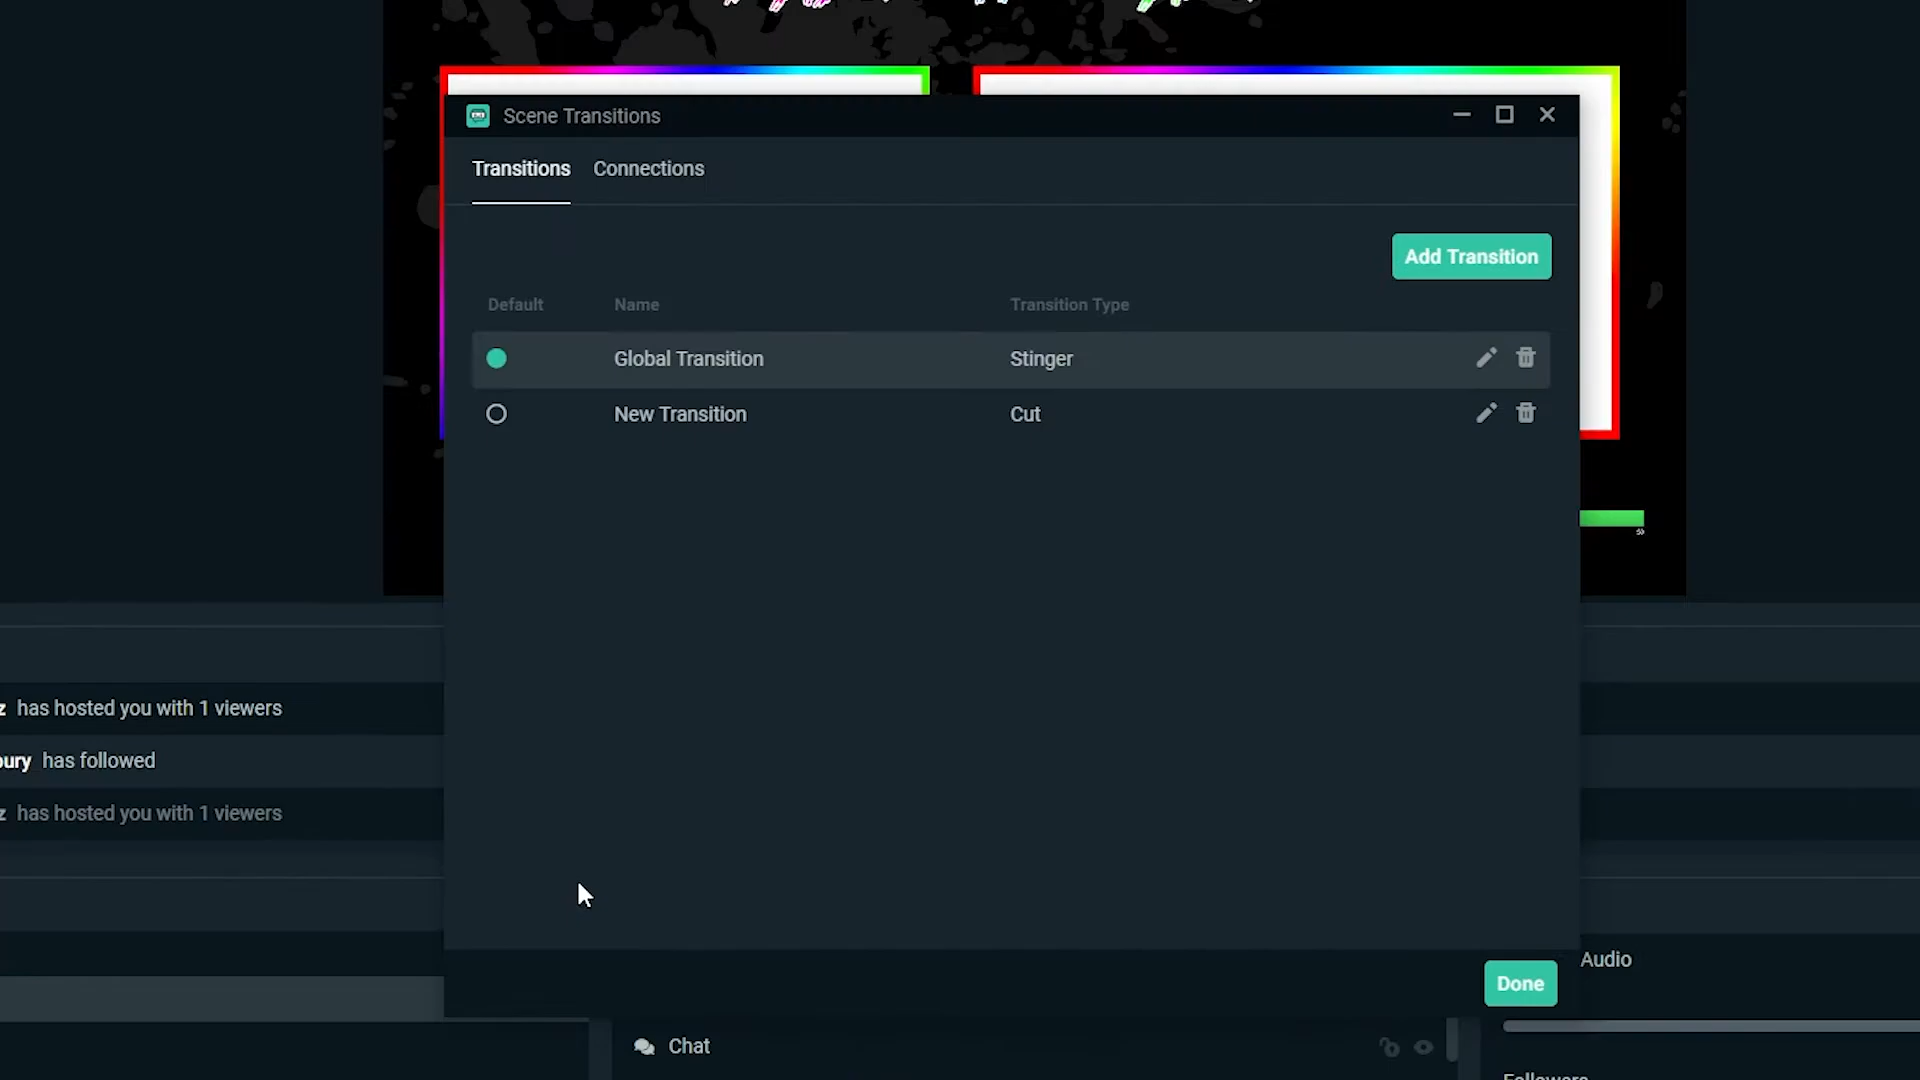 Scene Transitions
Transitions Connections
Add Transition
Default Name Transition Type
Global Transition Stinger
New Transition Cut
has hosted you with 1 viewers
has followed
has hosted you with 1 viewers
Audio
Done
Chat